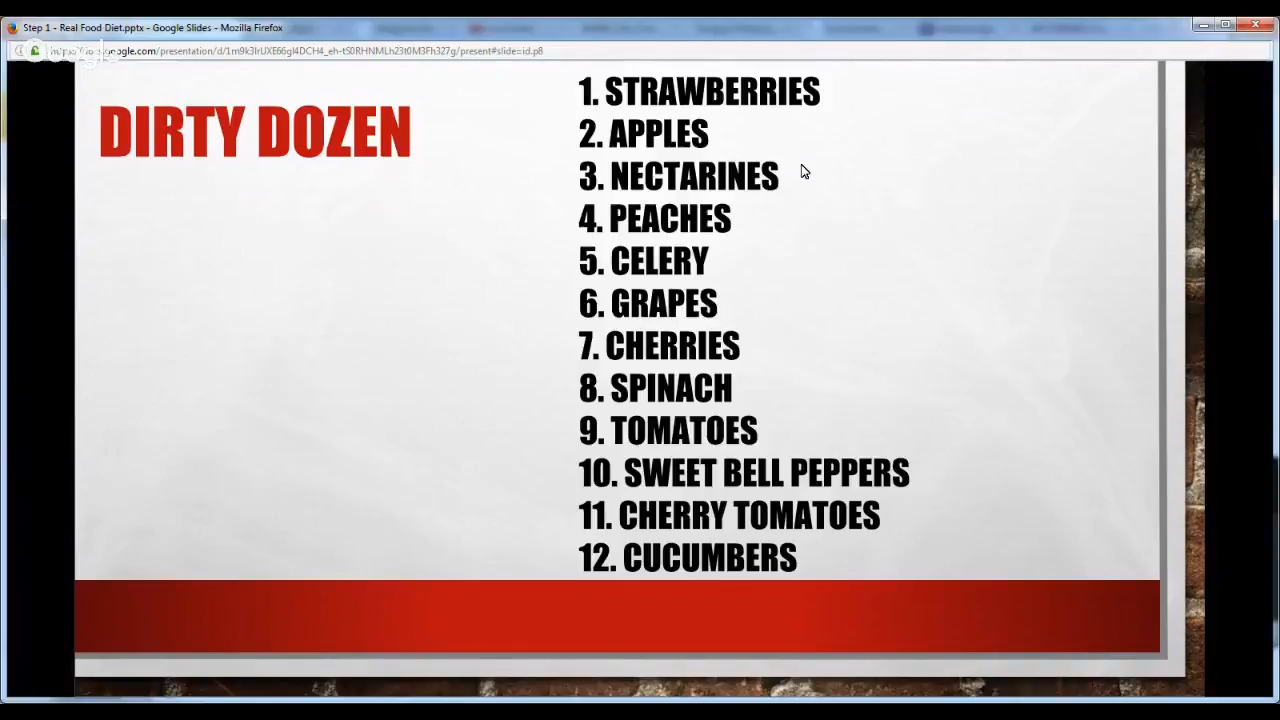 Step 1 - Real Food Diet.pptx - Google Slides - Mozilla Firefox
Google
DIRTY DOZEN
1. STRAWBERRIES
2. APPLES
3. NECTARINES
4. PEACHES
5. CELERY
6. GRAPES
7. CHERRIES
8. SPINACH
9. TOMATOES
10. SWEET BELL PEPPERS
11. CHERRY TOMATOES
12. CUCUMBERS